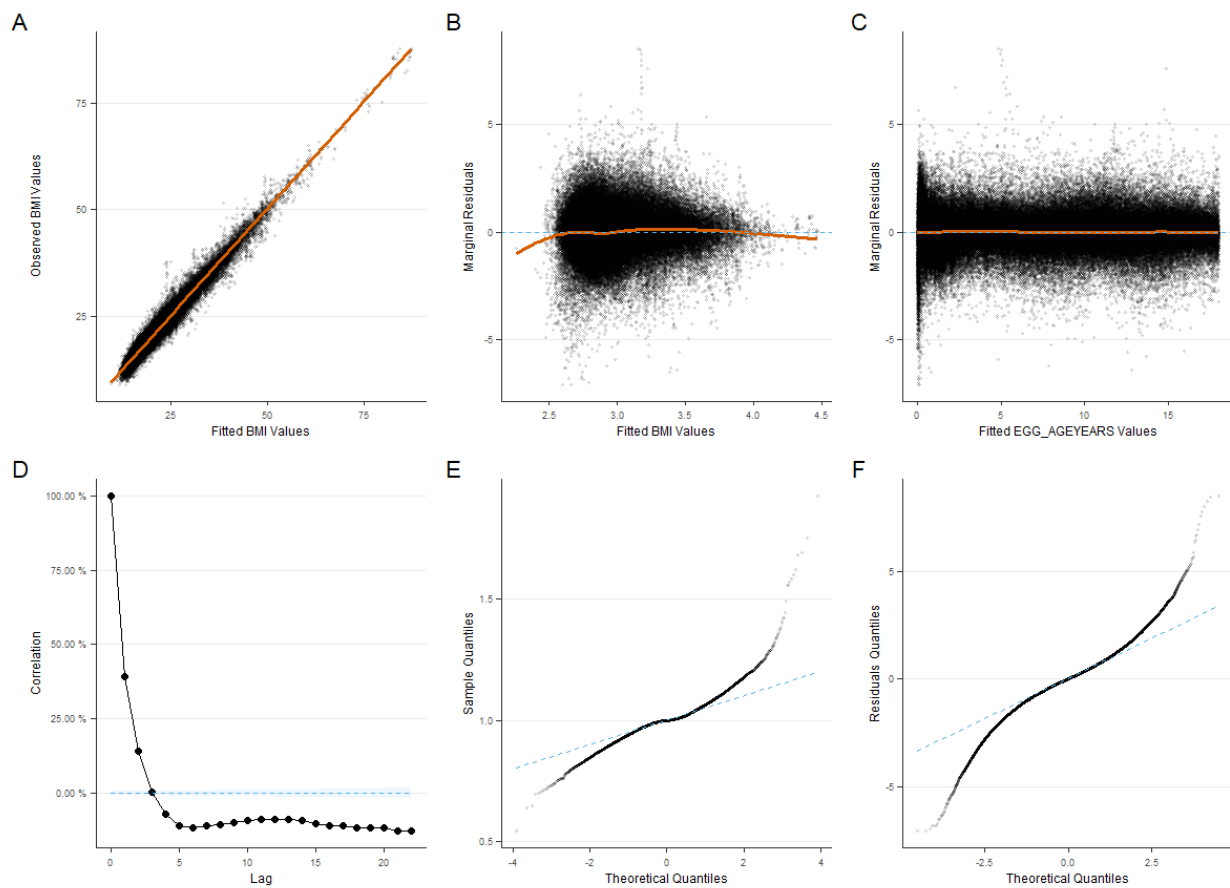 A
Observed BMI Values
75
50
25
25
50
75
Fitted BMI Values
B
Marginal Residuals
5
0
-5
2.5
3.0
3.5
4.0
4.5
Fitted BMI Values
C
Marginal Residuals
5
0
-5
0
5
10
15
Fitted EGG_AGEYEARS Values
D
Correlation
100.00 %
75.00 %
50.00 %
25.00 %
0.00 %
0
5
10
15
20
Lag
E
Sample Quantiles
1.5
1.0
0.5
-4
-2
0
2
4
Theoretical Quantiles
F
Residuals Quantiles
5
0
-5
-2.5
0.0
2.5
Theoretical Quantiles